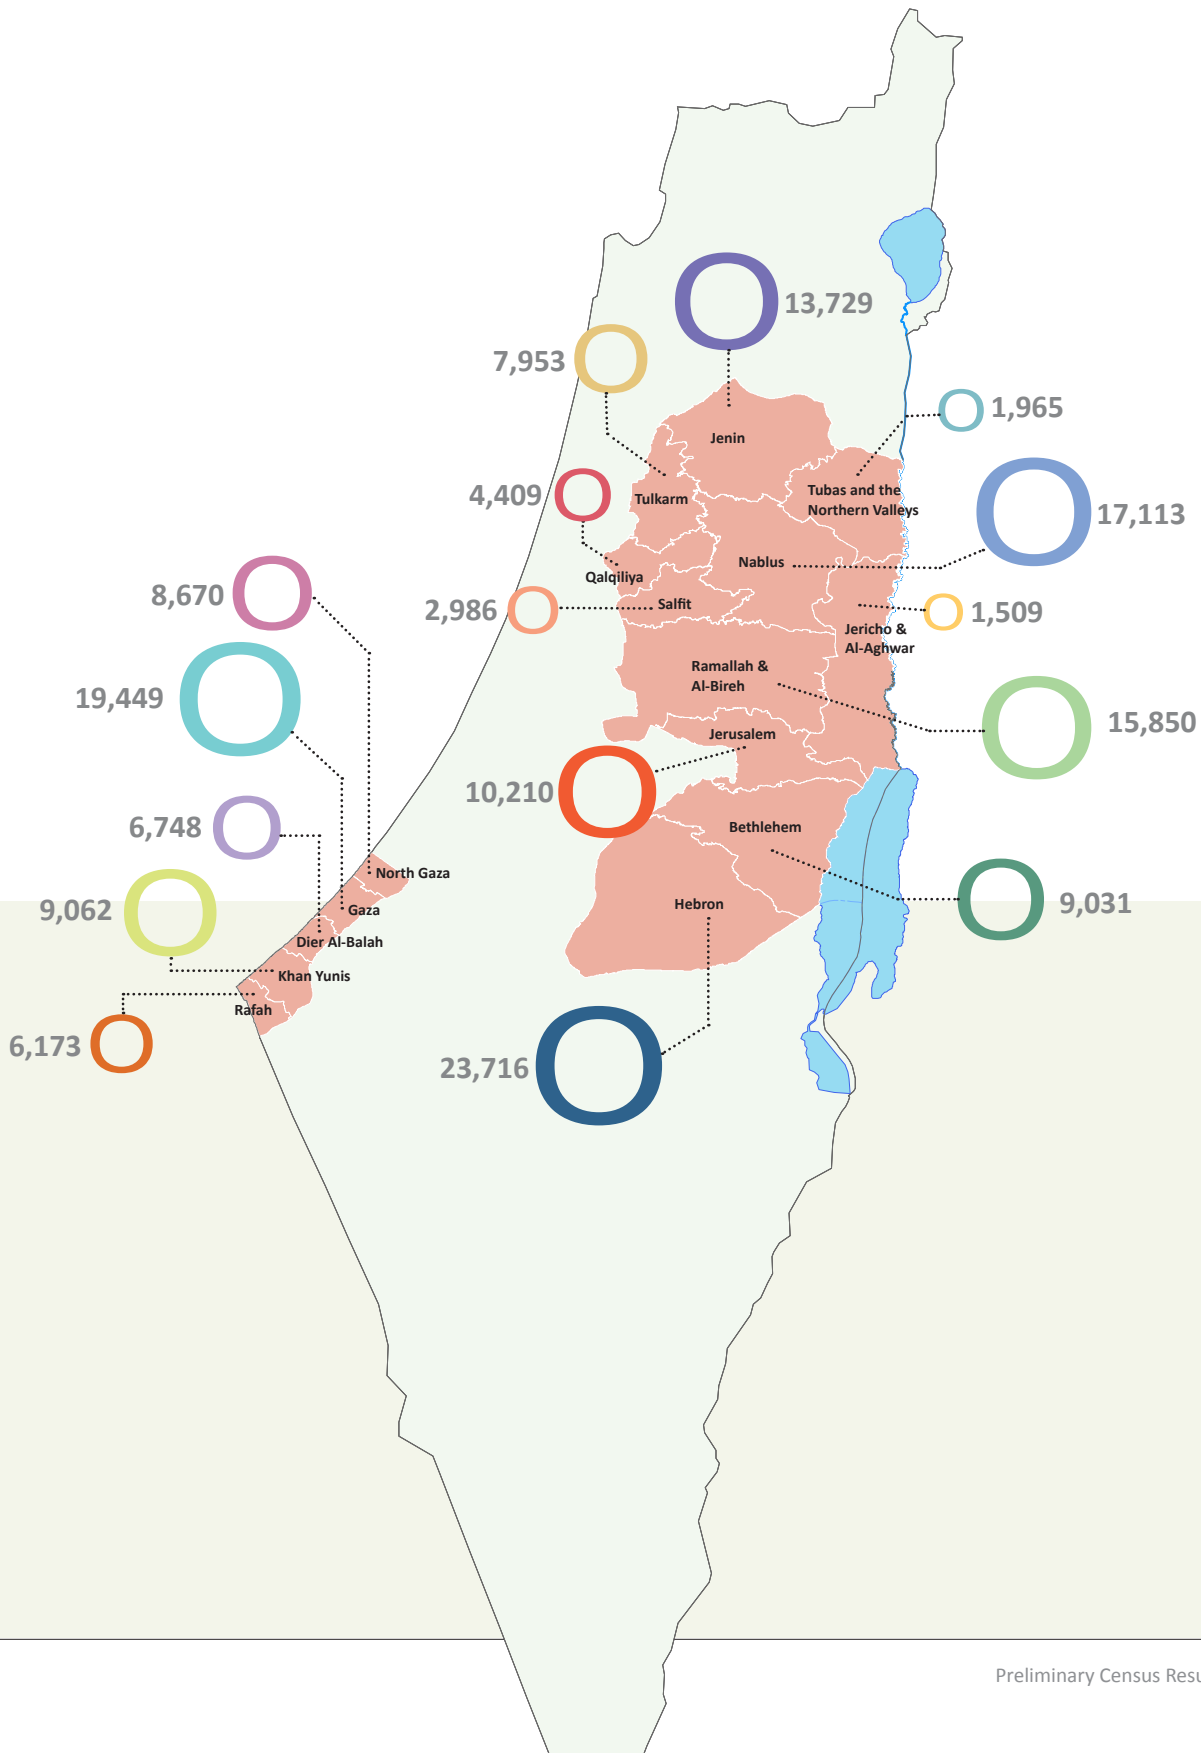 13,729
7,953
1,965
Jenin
4,409
Tulkarm
Tubas and the
Northern Valleys
17,113
Nablus
Qalqiliya
8,670
2,986
Salfit
1,509
Jericho &
Al-Aghwar
Ramallah &
Al-Bireh
19,449
15,850
Jerusalem
10,210
6,748
Bethlehem
North Gaza
9,062
Gaza
Hebron
9,031
Dier Al-Balah
Khan Yunis
Rafah
6,173
23,716
Preliminary Census Resu